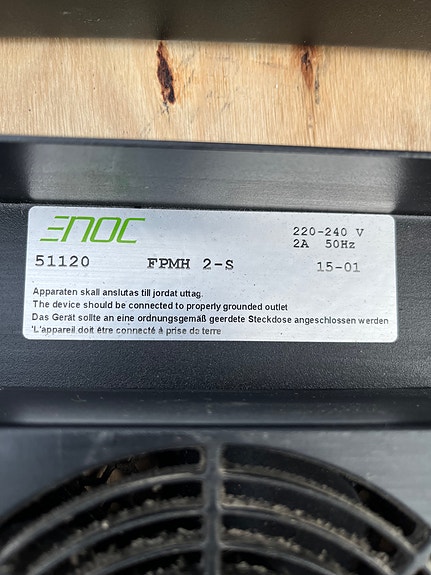 ENOC
220-240 V
2A 50Hz
51120 FPMH 2-S 15-01
Apparaten skall anslutas till jordat uttag.
The device should be connected to properly grounded outlet
Das Gerät sollte an eine ordnungsgemäß geerdete Steckdose angeschlossen werden
'L'appareil doit être connecté à prise de terre